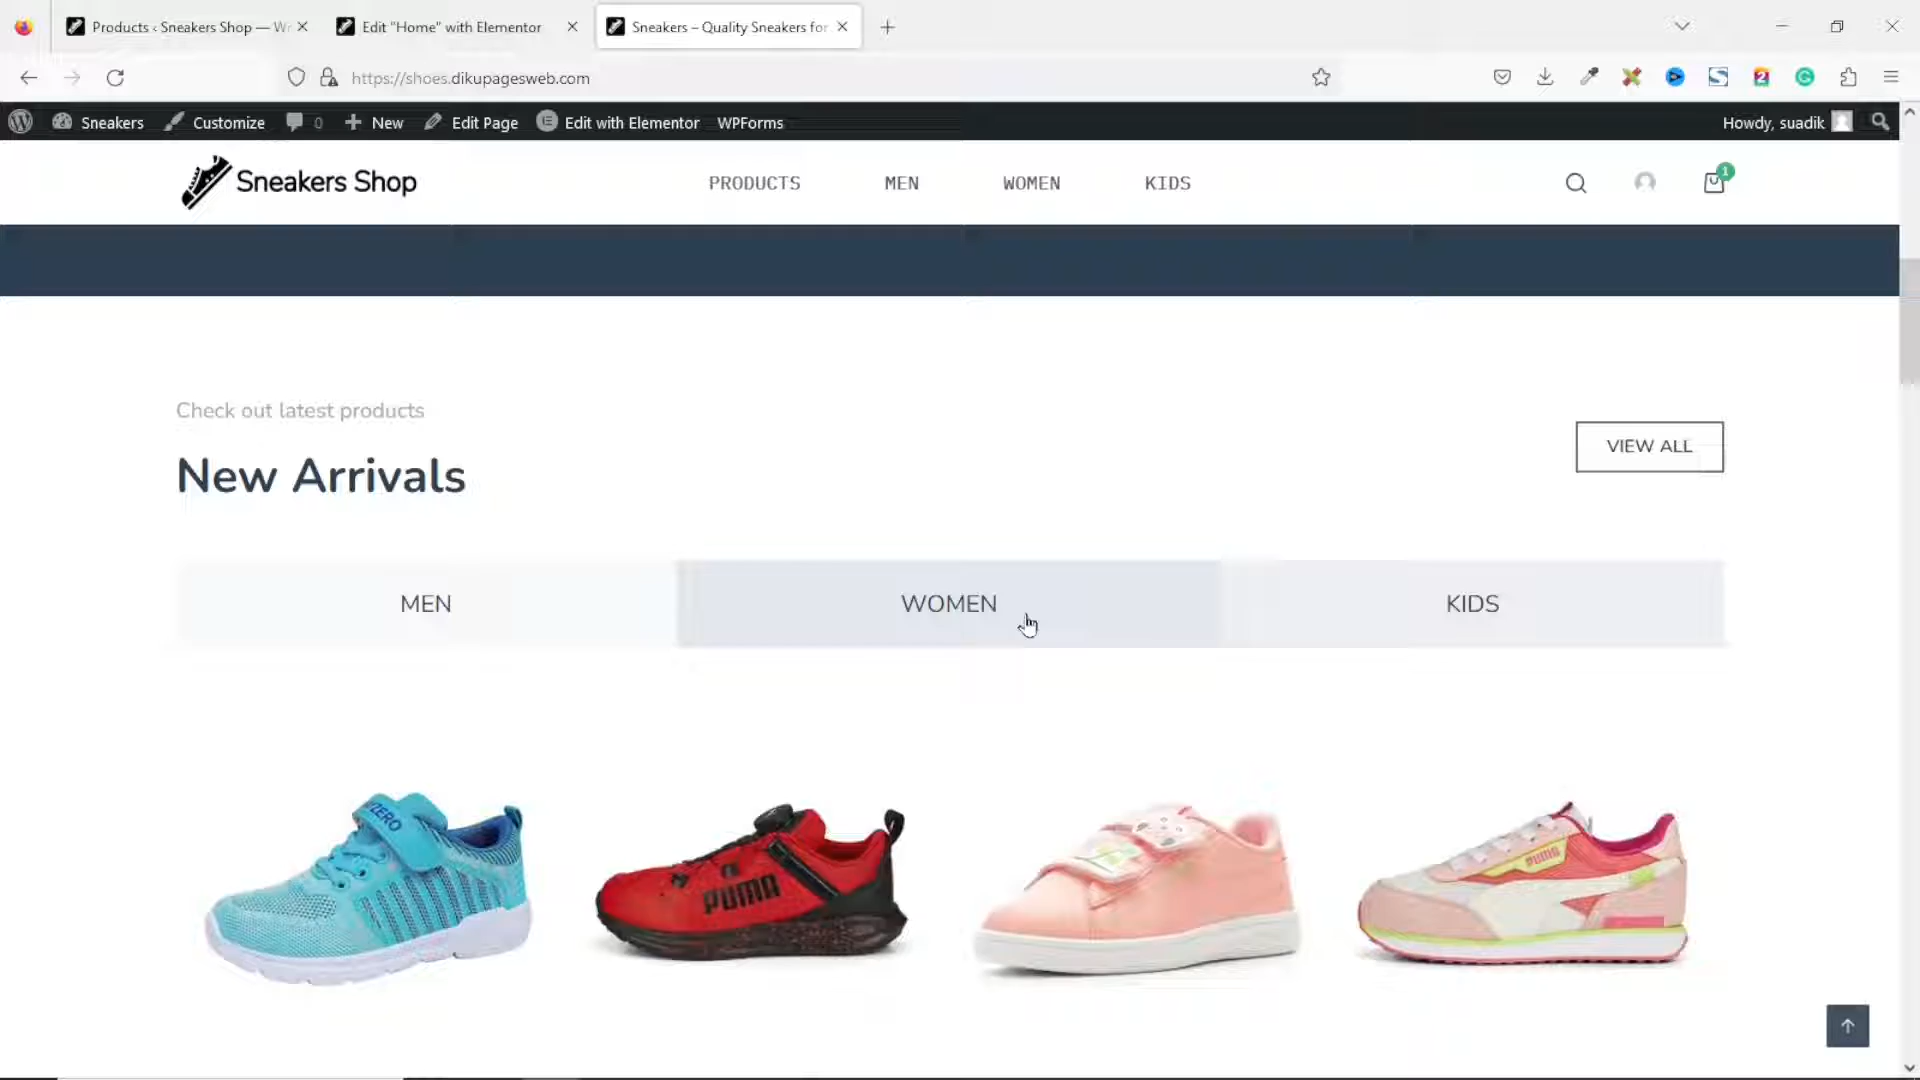 Products ‹ Sneakers Shop — W
Edit "Home" with Elementor
Sneakers – Quality Sneakers for
https://shoes.dikupagesweb.com
2
Sneakers
Customize
0
New
Edit Page
Edit with Elementor
WPForms
Howdy, suadik
Sneakers Shop
PRODUCTS
MEN
WOMEN
KIDS
1
Check out latest products
New Arrivals
VIEW ALL
MEN
WOMEN
KIDS
PUMA
PUMA